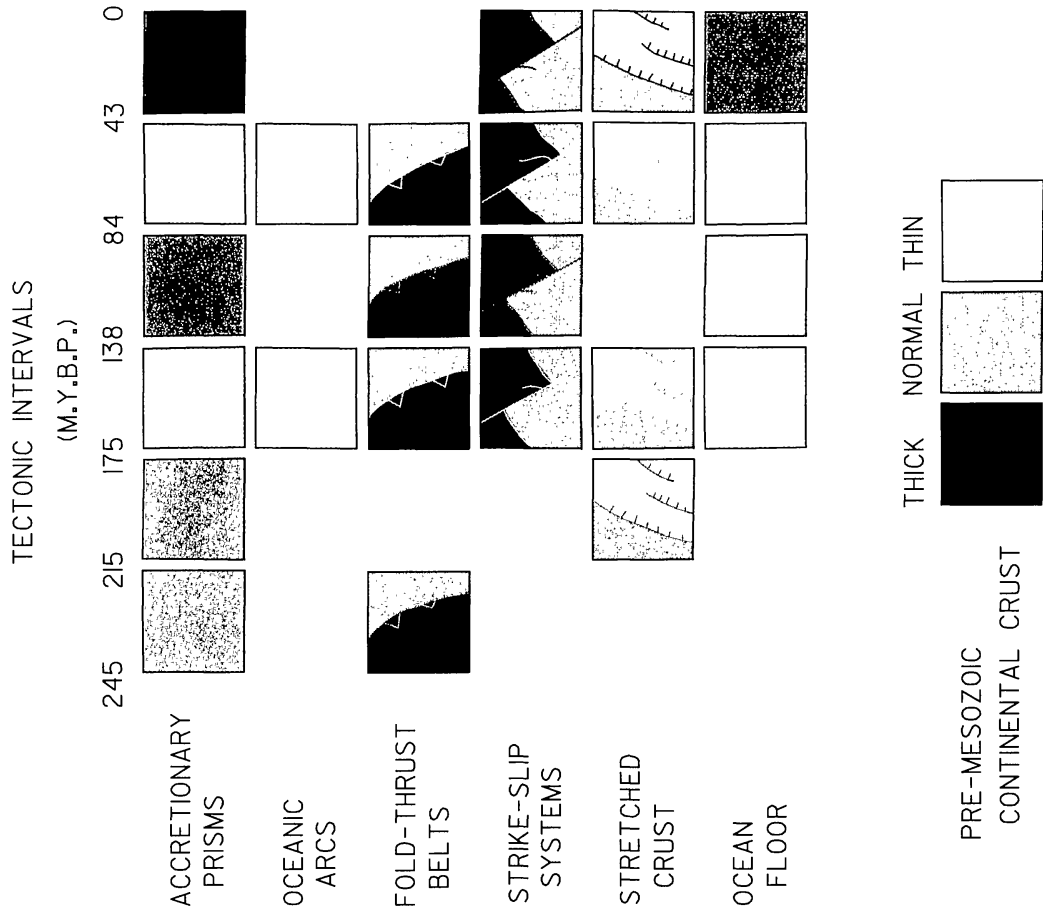 TECTONIC INTERVALS
(M.Y.B.P.)
245 215 175 138 84 43 0
ACCRETIONARY
PRISMS
OCEANIC
ARCS
FOLD-THRUST
BELTS
STRIKE-SLIP
SYSTEMS
STRETCHED
CRUST
OCEAN
FLOOR
PRE-MESOZOIC
CONTINENTAL CRUST
THICK NORMAL THIN